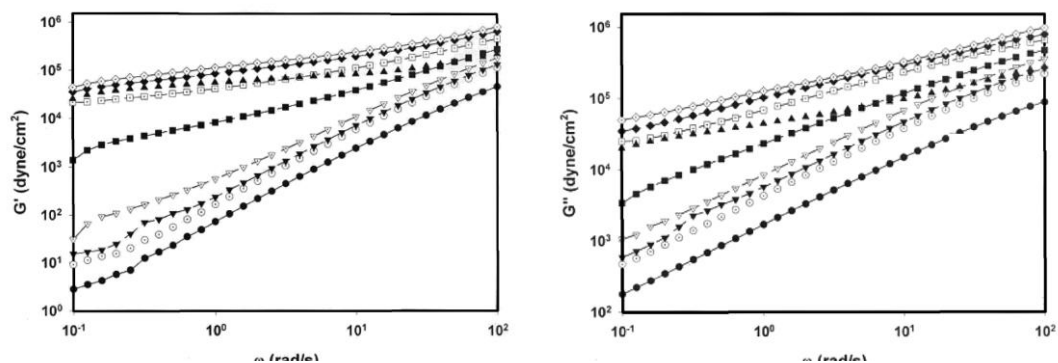 10⁶
10⁵
10⁴
10³
10²
10¹
10⁰
G' (dyne/cm²)
10⁻¹ 10⁰ 10¹ 10² 
ω (rad/s)
10⁶
10⁵
10⁴
10³
10²
G'' (dyne/cm²)
10⁻¹ 10⁰ 10¹ 10²
ω (rad/s)